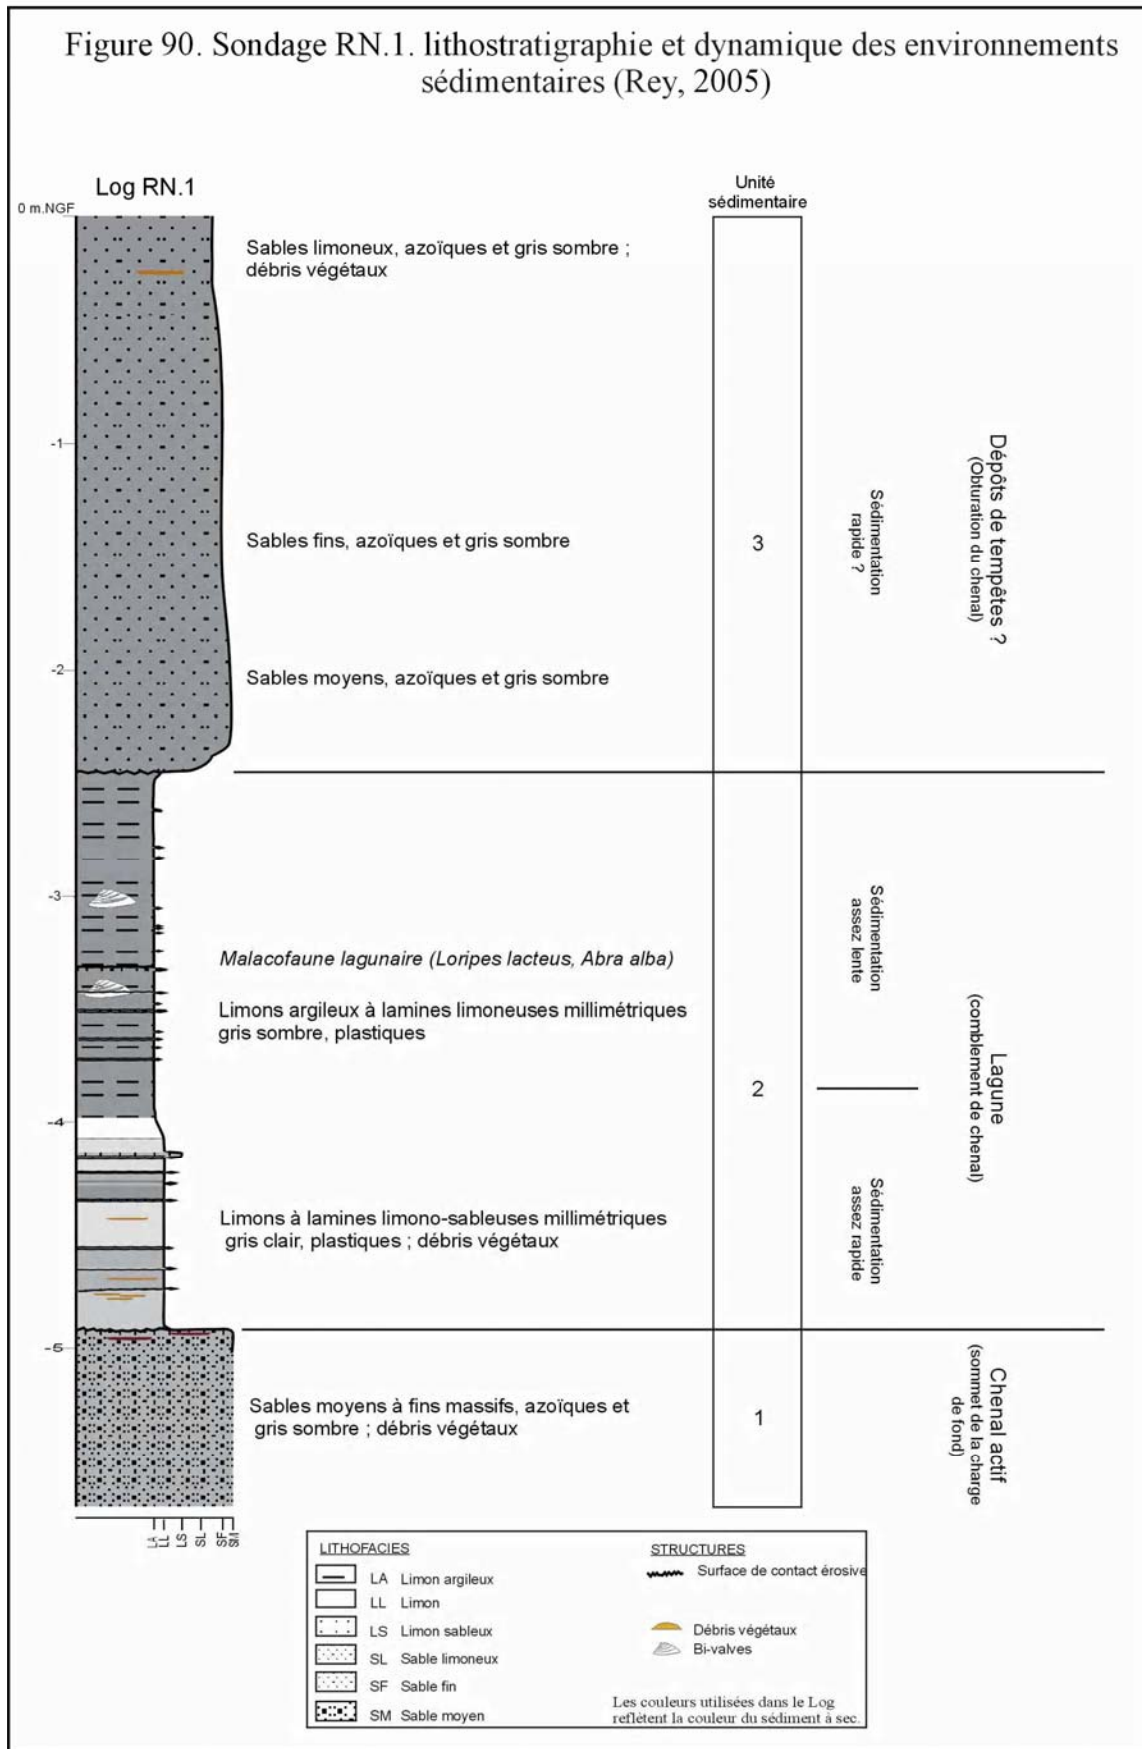 Figure 90. Sondage RN.1. lithostratigraphie et dynamique des environnements
sédimentaires (Rey, 2005)
Log RN.1
Unité
sédimentaire
0 m.NGF
Sables limoneux, azoïques et gris sombre ;
débris végétaux
-1
Sables fins, azoïques et gris sombre
3
Sédimentation
rapide ?
Dépôts de tempêtes ?
(Obturation du chenal)
-2
Sables moyens, azoïques et gris sombre
-3
Sédimentation
assez lente
Malacofaune lagunaire (Loripes lacteus, Abra alba)
Limons argileux à lamines limoneuses millimétriques
gris sombre, plastiques
2
Lagune
(comblement de chenal)
-4
Limons à lamines limono-sableuses millimétriques
gris clair, plastiques ; débris végétaux
Sédimentation
assez rapide
-5
Sables moyens à fins massifs, azoïques et
gris sombre ; débris végétaux
1
Chenal actif
(sommet de la charge
de fond)
LA
LL
LS
SL
SF
SM
LITHOFACIES
LA Limon argileux
LL Limon
LS Limon sableux
SL Sable limoneux
SF Sable fin
SM Sable moyen
STRUCTURES
Surface de contact érosive
Débris végétaux
Bi-valves
Les couleurs utilisées dans le Log
reflètent la couleur du sédiment à sec.